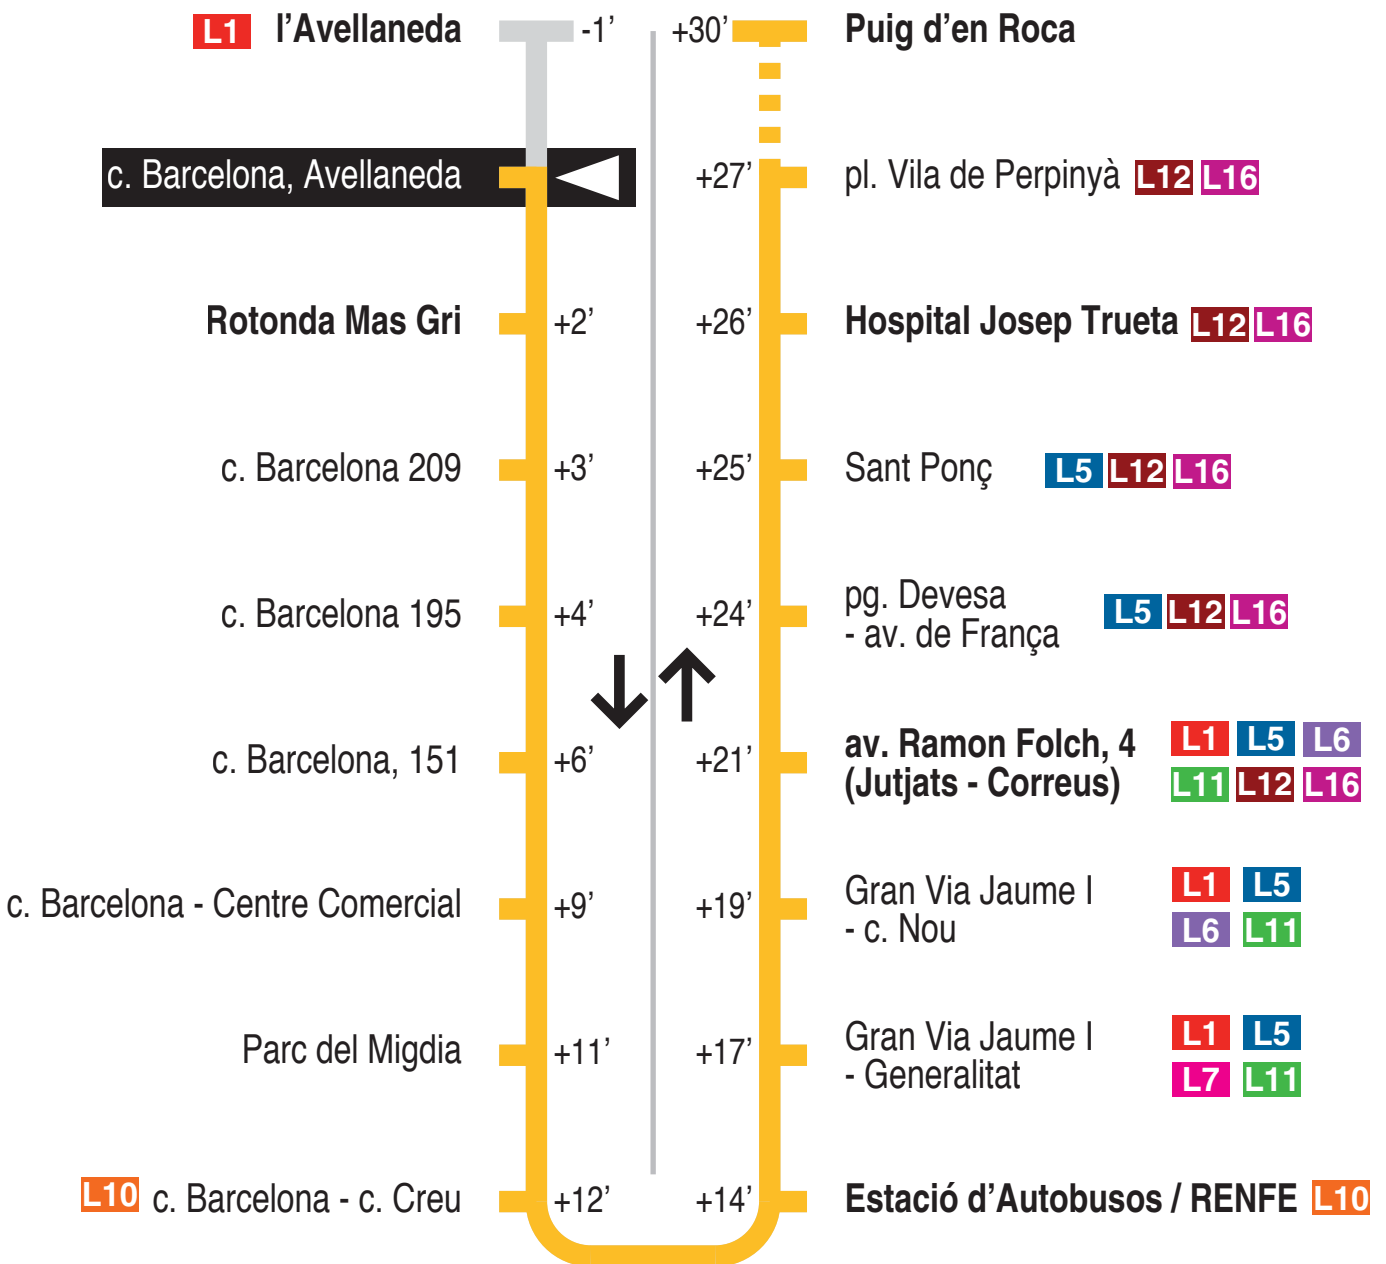 L1 l’Avellaneda -1’
c. Barcelona, Avellaneda
Rotonda Mas Gri +2’
c. Barcelona 209 +3’
c. Barcelona 195 +4’
c. Barcelona, 151 +6’
c. Barcelona - Centre Comercial +9’
Parc del Migdia +11’
L10 c. Barcelona - c. Creu +12’
+30’ Puig d’en Roca
+27’ pl. Vila de Perpinyà L12 L16
+26’ Hospital Josep Trueta L12 L16
+25’ Sant Ponç L5 L12 L16
+24’ pg. Devesa
- av. de França L5 L12 L16
+21’ av. Ramon Folch, 4 L1 L5 L6
(Jutjats - Correus) L11 L12 L16
+19’ Gran Via Jaume I L1 L5
- c. Nou L6 L11
+17’ Gran Via Jaume I L1 L5
- Generalitat L7 L11
+14’ Estació d’Autobusos / RENFE L10